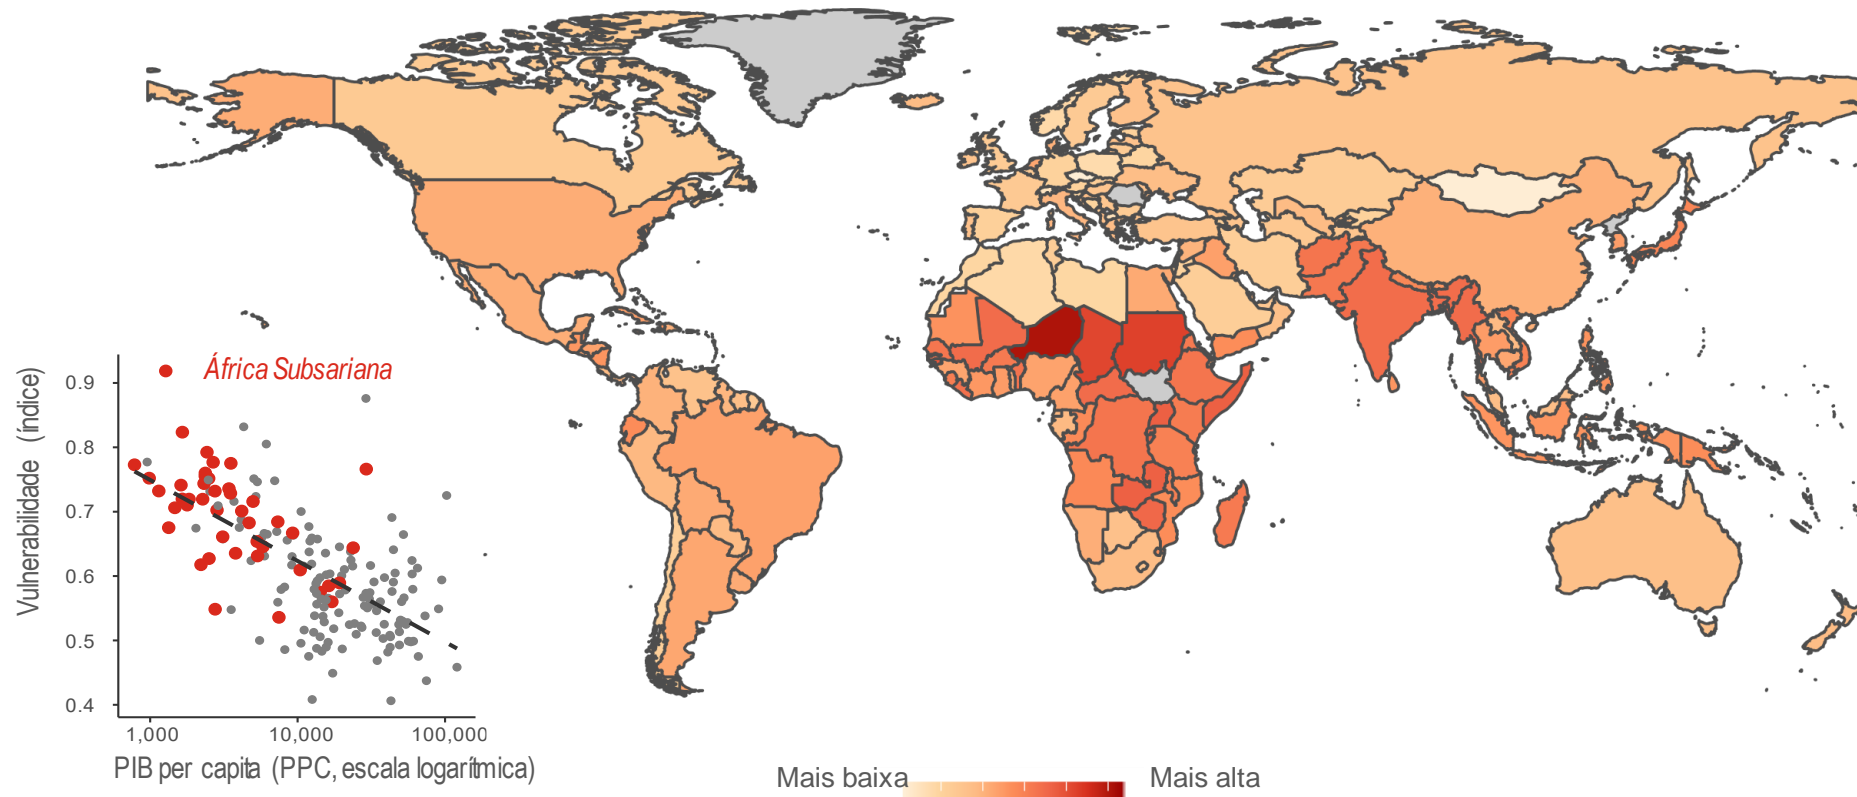 África Subsariana
Vulnerabilidade (índice)
0.9
0.8
0.7
0.6
0.5
0.4
1,000 10,000 100,000
PIB per capita (PPC, escala logarítmica)
Mais baixa Mais alta